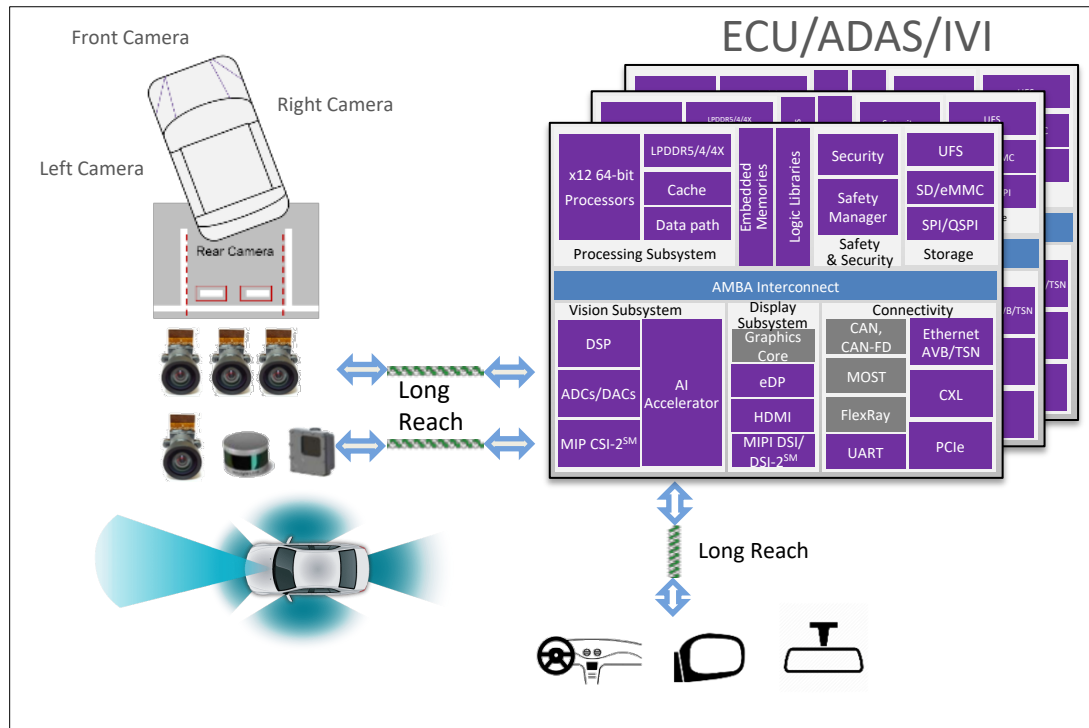 ECU/ADAS/IVI
Front Camera
Right Camera
Left Camera
Rear Camera
Long
Reach
LPDDR5/4/4X
UFS
x12 64-bit
Processors
LPDDR5/4/4X
Cache
Data path
Processing Subsystem
Embedded
Memories
Logic Libraries
Security
Safety
Manager
Safety
& Security
UFS
SD/eMMC
SPI/QSPI
Storage
AMBA Interconnect
Vision Subsystem
DSP
ADCs/DACs
MIP CSI-2SM
AI
Accelerator
Display
Subsystem
Graphics
Core
eDP
HDMI
MIPI DSI/
DSI-2SM
Connectivity
CAN,
CAN-FD
MOST
FlexRay
UART
Ethernet
AVB/TSN
CXL
PCIe
Long Reach